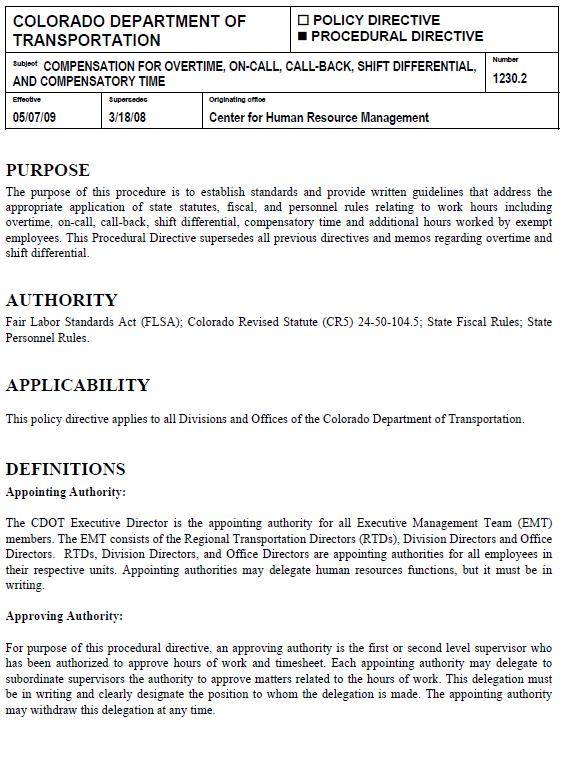 COLORADO DEPARTMENT OF TRANSPORTATION
☐ POLICY DIRECTIVE
■ PROCEDURAL DIRECTIVE
Subject COMPENSATION FOR OVERTIME, ON-CALL, CALL-BACK, SHIFT DIFFERENTIAL,
AND COMPENSATORY TIME
Number
1230.2
Effective
05/07/09
Supersedes
3/18/08
Originating office
Center for Human Resource Management
PURPOSE
The purpose of this procedure is to establish standards and provide written guidelines that address the
appropriate application of state statutes, fiscal, and personnel rules relating to work hours including
overtime, on-call, call-back, shift differential, compensatory time and additional hours worked by exempt
employees. This Procedural Directive supersedes all previous directives and memos regarding overtime and
shift differential.
AUTHORITY
Fair Labor Standards Act (FLSA); Colorado Revised Statute (CR5) 24-50-104.5; State Fiscal Rules; State
Personnel Rules.
APPLICABILITY
This policy directive applies to all Divisions and Offices of the Colorado Department of Transportation.
DEFINITIONS
Appointing Authority:
The CDOT Executive Director is the appointing authority for all Executive Management Team (EMT)
members. The EMT consists of the Regional Transportation Directors (RTDs), Division Directors and Office
Directors. RTDs, Division Directors, and Office Directors are appointing authorities for all employees in
their respective units. Appointing authorities may delegate human resources functions, but it must be in
writing.
Approving Authority:
For purpose of this procedural directive, an approving authority is the first or second level supervisor who
has been authorized to approve hours of work and timesheet. Each appointing authority may delegate to
subordinate supervisors the authority to approve matters related to the hours of work. This delegation must
be in writing and clearly designate the position to whom the delegation is made. The appointing authority
may withdraw this delegation at any time.